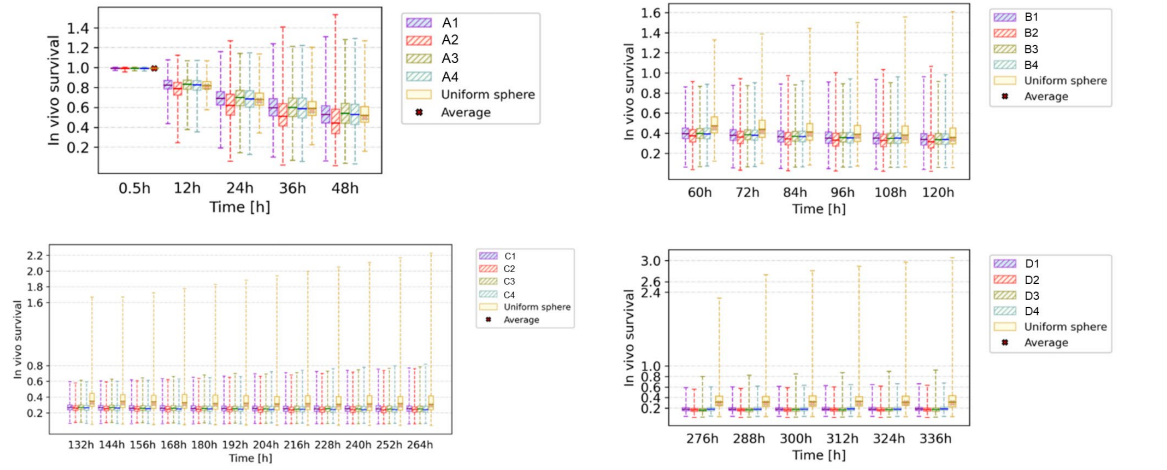 In vivo survival
1.4
1.2
1.0
0.8
0.6
0.4
0.2
0.5h 12h 24h 36h 48h
Time [h]
A1
A2
A3
A4
Uniform sphere
Average
In vivo survival
1.6
1.4
1.2
1.0
0.8
0.6
0.4
0.2
60h 72h 84h 96h 108h 120h
Time [h]
B1
B2
B3
B4
Uniform sphere
Average
In vivo survival
2.2
2.0
1.8
1.6
0.8
0.6
0.4
0.2
132h 144h 156h 168h 180h 192h 204h 216h 228h 240h 252h 264h
Time [h]
C1
C2
C3
C4
Uniform sphere
Average
In vivo survival
3.0
2.6
2.4
1.0
0.8
0.6
0.4
0.2
276h 288h 300h 312h 324h 336h
Time [h]
D1
D2
D3
D4
Uniform sphere
Average